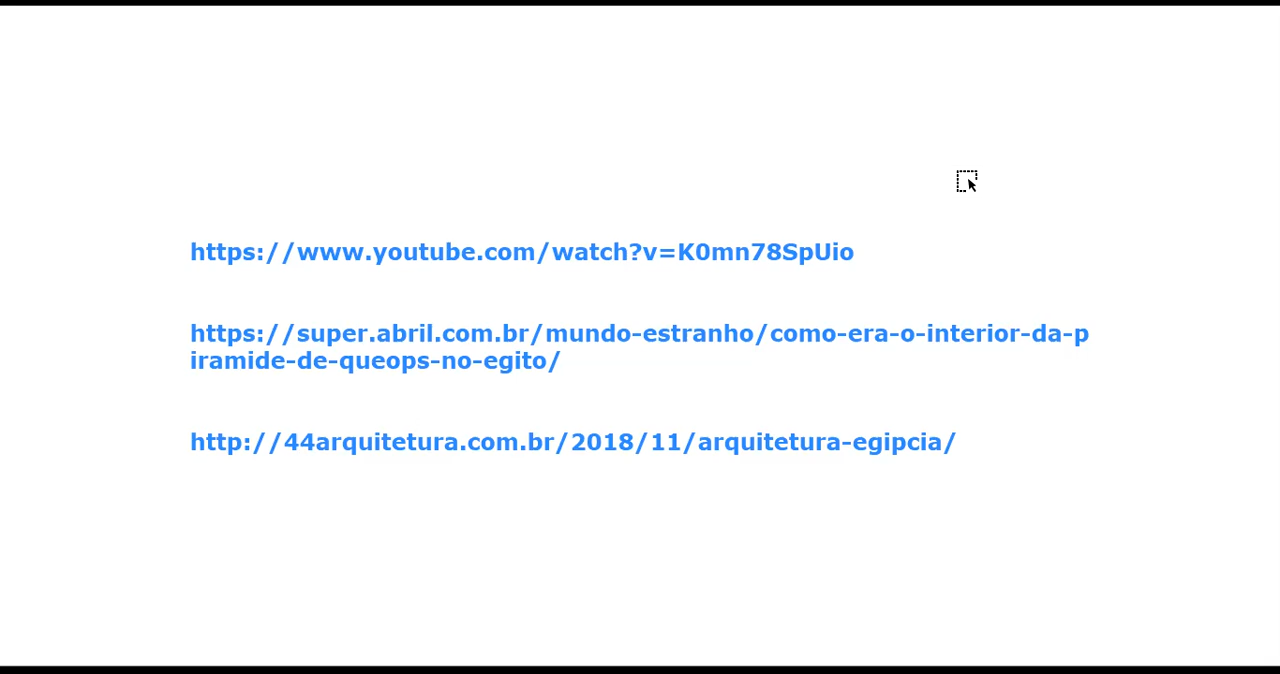 https://www.youtube.com/watch?v=K0mn78SpUio
https://super.abril.com.br/mundo-estranho/como-era-o-interior-da-p
iramide-de-queops-no-egito/
http://44arquitetura.com.br/2018/11/arquitetura-egipcia/